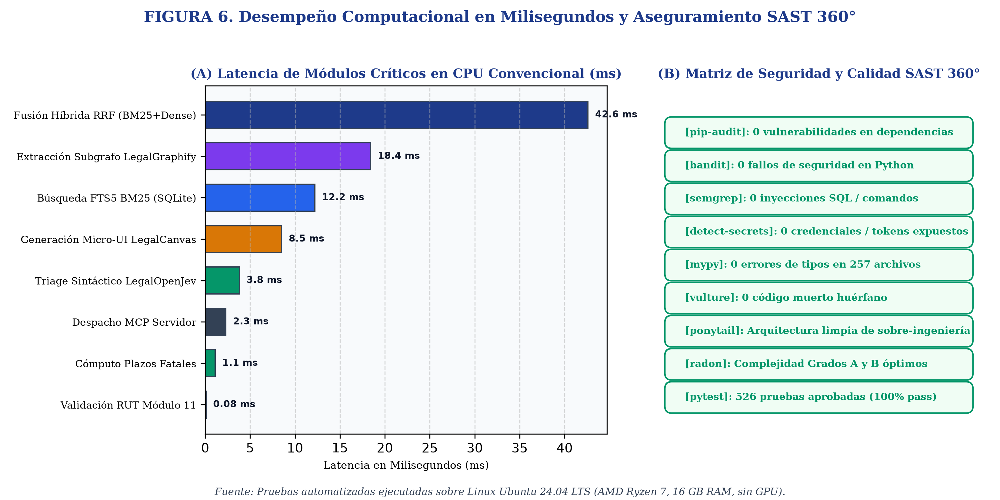 FIGURA 6. Desempeño Computacional en Milisegundos y Aseguramiento SAST 360°
(A) Latencia de Módulos Críticos en CPU Convencional (ms)
Fusión Híbrida RRF (BM25+Dense)
42.6 ms
Extracción Subgrafo LegalGraphify
18.4 ms
Búsqueda FTS5 BM25 (SQLite)
12.2 ms
Generación Micro-UI LegalCanvas
8.5 ms
Triage Sintáctico LegalOpenJev
3.8 ms
Despacho MCP Servidor
2.3 ms
Cómputo Plazos Fatales
1.1 ms
Validación RUT Módulo 11
0.08 ms
0 5 10 15 20 25 30 35 40
Latencia en Milisegundos (ms)
(B) Matriz de Seguridad y Calidad SAST 360°
[pip-audit]: 0 vulnerabilidades en dependencias
[bandit]: 0 fallos de seguridad en Python
[semgrep]: 0 inyecciones SQL / comandos
[detect-secrets]: 0 credenciales / tokens expuestos
[mypy]: 0 errores de tipos en 257 archivos
[vulture]: 0 código muerto huérfano
[ponytail]: Arquitectura limpia de sobre-ingeniería
[radon]: Complejidad Grados A y B óptimos
[pytest]: 526 pruebas aprobadas (100% pass)
Fuente: Pruebas automatizadas ejecutadas sobre Linux Ubuntu 24.04 LTS (AMD Ryzen 7, 16 GB RAM, sin GPU).